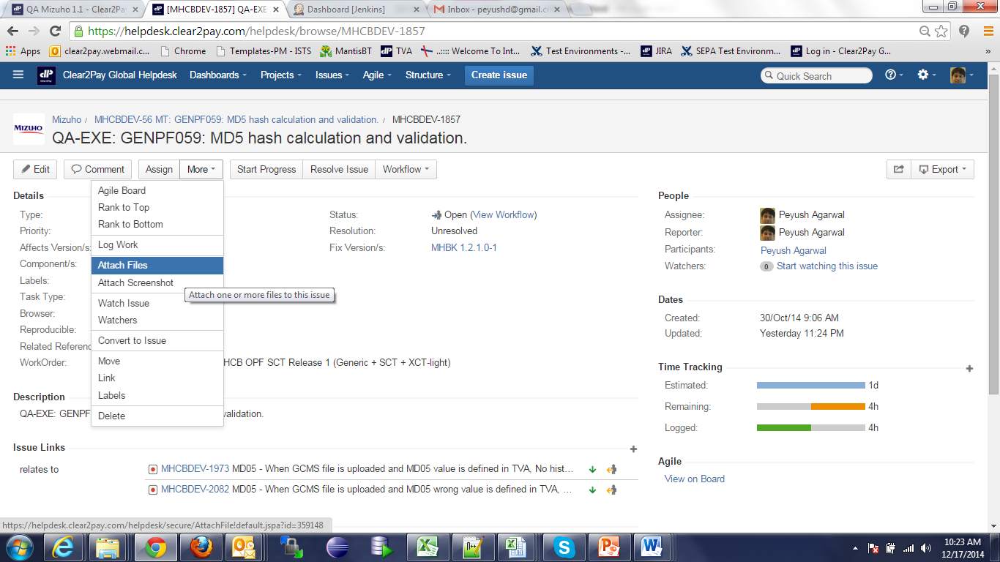 QA Mizuho 1.1 - Clear2Pay
[MHCBDEV-1857] QA-EXE
Dashboard [Jenkins]
Inbox - peyushd@gmail.c
https://helpdesk.clear2pay.com/helpdesk/browse/MHCBDEV-1857
Apps clear2pay.webmail.c... Chrome Templates-PM - ISTS MantisBT TVA ..:::: Welcome To Int... Test Environments -... JIRA SEPA Test Environm... Log in - Clear2Pay G... »
Clear2Pay Global Helpdesk Dashboards Projects Issues Agile Structure Create issue Quick Search
MIZUHO
Mizuho / MHCBDEV-56 MT: GENPF059: MD5 hash calculation and validation. / MHCBDEV-1857
QA-EXE: GENPF059: MD5 hash calculation and validation.
Edit Comment Assign More Start Progress Resolve Issue Workflow Export
Agile Board
Rank to Top
Rank to Bottom
Log Work
Attach Files
Attach Screenshot
Attach one or more files to this issue
Watch Issue
Watchers
Convert to Issue
Move
Link
Labels
Delete
Details
Type:
Priority:
Affects Version/s:
Component/s:
Labels:
Task Type:
Browser:
Reproducible:
Related Referenc
WorkOrder: HCB OPF SCT Release 1 (Generic + SCT + XCT-light)
Status: Open (View Workflow)
Resolution: Unresolved
Fix Version/s: MHBK 1.2.1.0-1
Description
QA-EXE: GENPF validation.
Issue Links
relates to
MHCBDEV-1973 MD05 - When GCMS file is uploaded and MD05 value is defined in TVA, No hist...
MHCBDEV-2082 MD05 - When GCMS file is uploaded and MD05 wrong value is defined in TVA, ...
People
Assignee: Peyush Agarwal
Reporter: Peyush Agarwal
Participants: Peyush Agarwal
Watchers: 0 Start watching this issue
Dates
Created: 30/Oct/14 9:06 AM
Updated: Yesterday 11:24 PM
Time Tracking
Estimated: 1d
Remaining: 4h
Logged: 4h
Agile
View on Board
https://helpdesk.clear2pay.com/helpdesk/secure/AttachFile!default.jspa?id=359148
10:23 AM
12/17/2014